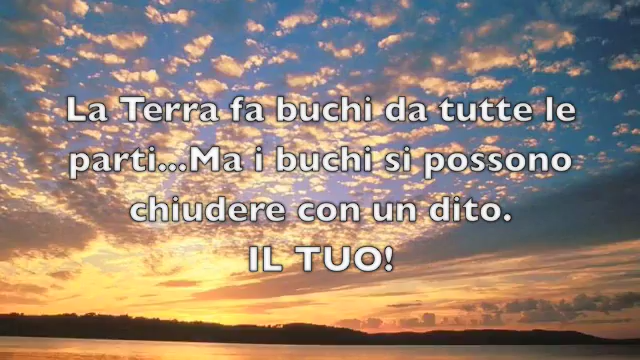 La Terra fa buchi da tutte le
parti...Ma i buchi si possono
chiudere con un dito.
IL TUO!